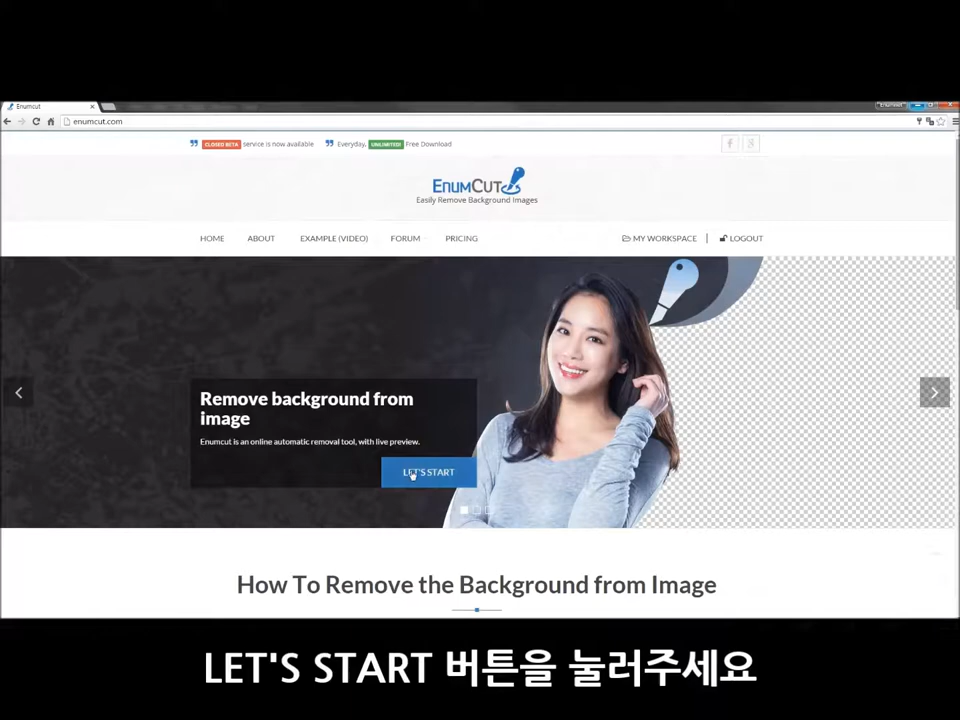 Enumcut
enumcut.com
CLOSED BETA service is now available
Everyday, UNLIMITED! Free Download
ENUMCUT
Easily Remove Background Images
HOME ABOUT EXAMPLE (VIDEO) FORUM PRICING MY WORKSPACE | LOGOUT
Remove background from
image
Enumcut is an online automatic removal tool, with live preview.
LET'S START
How To Remove the Background from Image
LET'S START 버튼을 눌러주세요